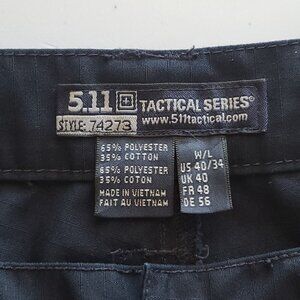 5.11 TACTICAL SERIES®
STYLE: 74273 www.511tactical.com
65% POLYESTER
35% COTTON
65% POLYESTER
35% COTON
MADE IN VIETNAM
FAIT AU VIETNAM
W/L
US 40/34
UK 40
FR 48
DE 56